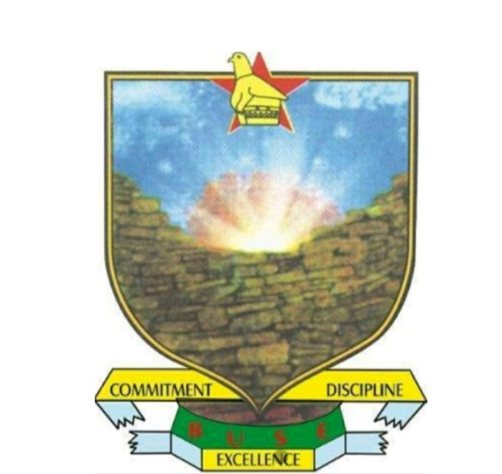 COMMITMENT DISCIPLINE
B U S E
EXCELLENCE